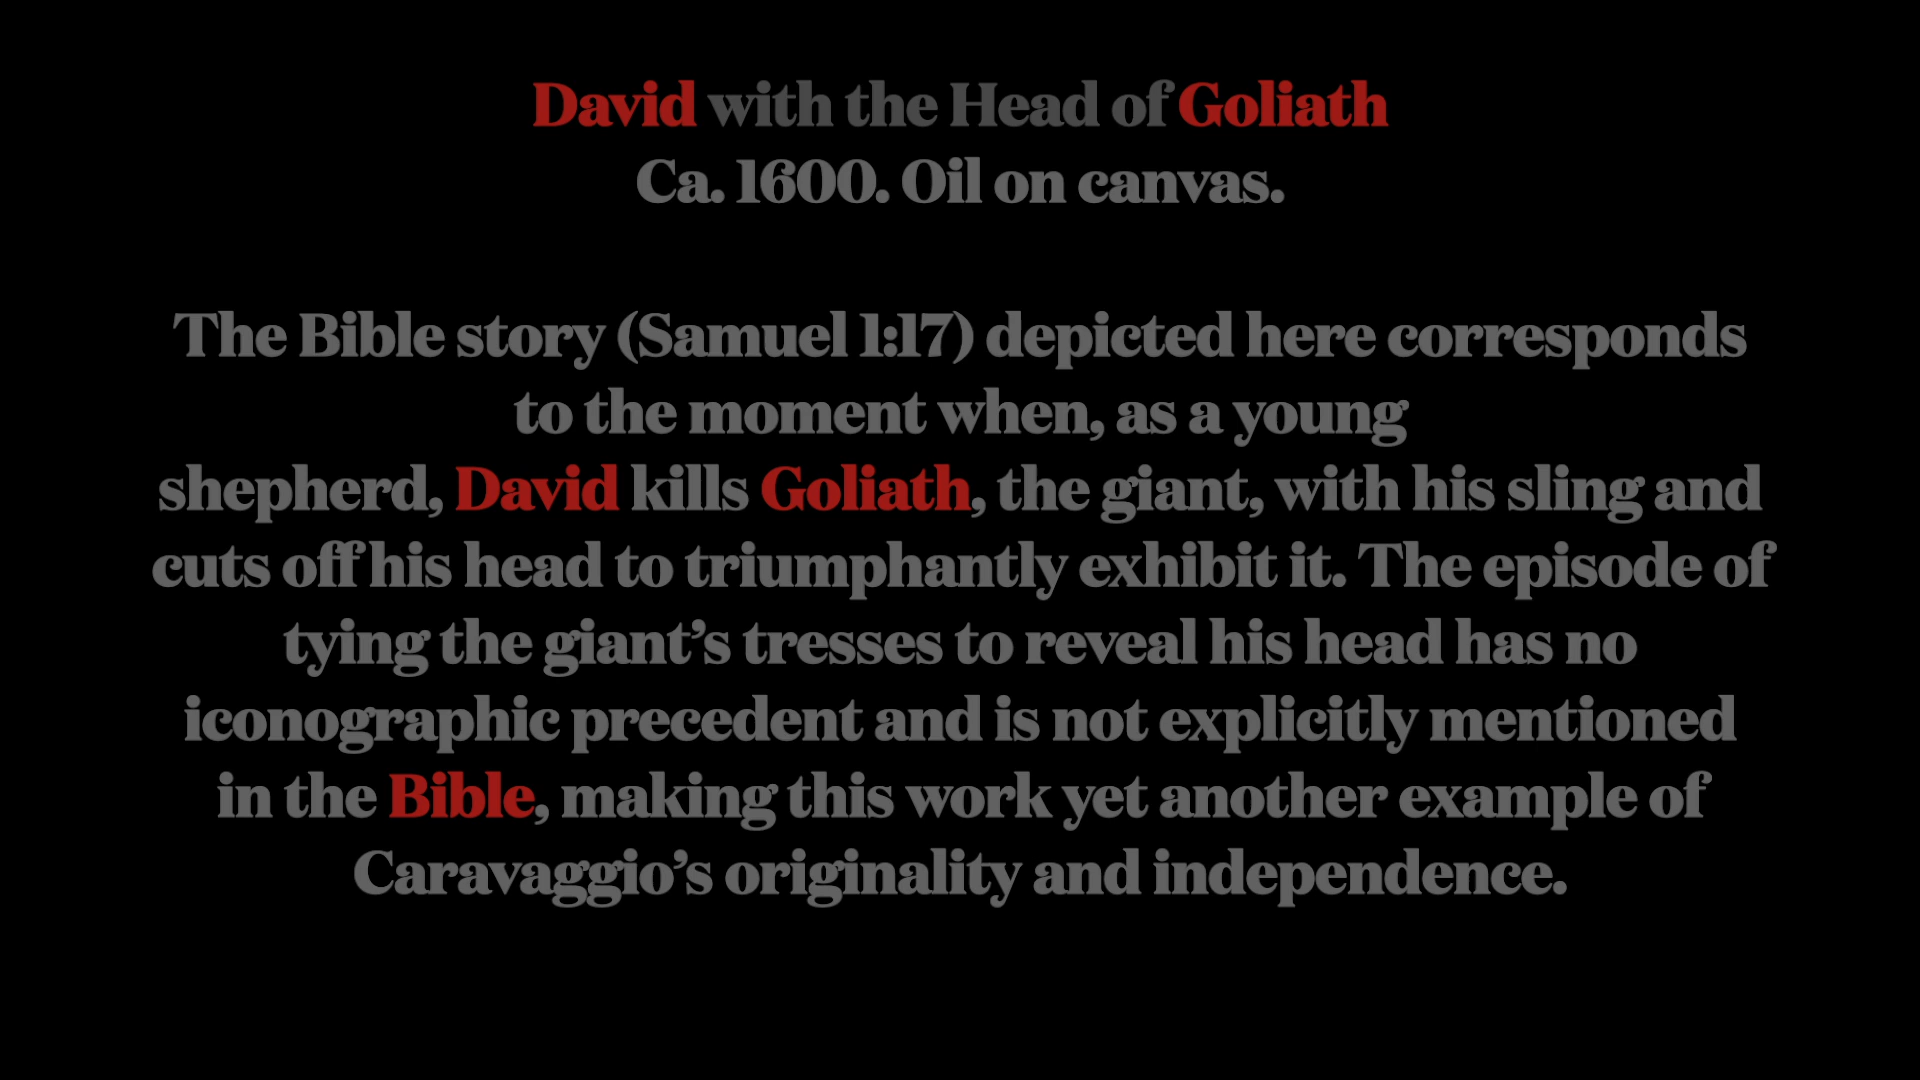 David with the Head of Goliath
Ca. 1600. Oil on canvas.
The Bible story (Samuel 1:17) depicted here corresponds
to the moment when, as a young
shepherd, David kills Goliath, the giant, with his sling and
cuts off his head to triumphantly exhibit it. The episode of
tying the giant’s tresses to reveal his head has no
iconographic precedent and is not explicitly mentioned
in the Bible, making this work yet another example of
Caravaggio’s originality and independence.